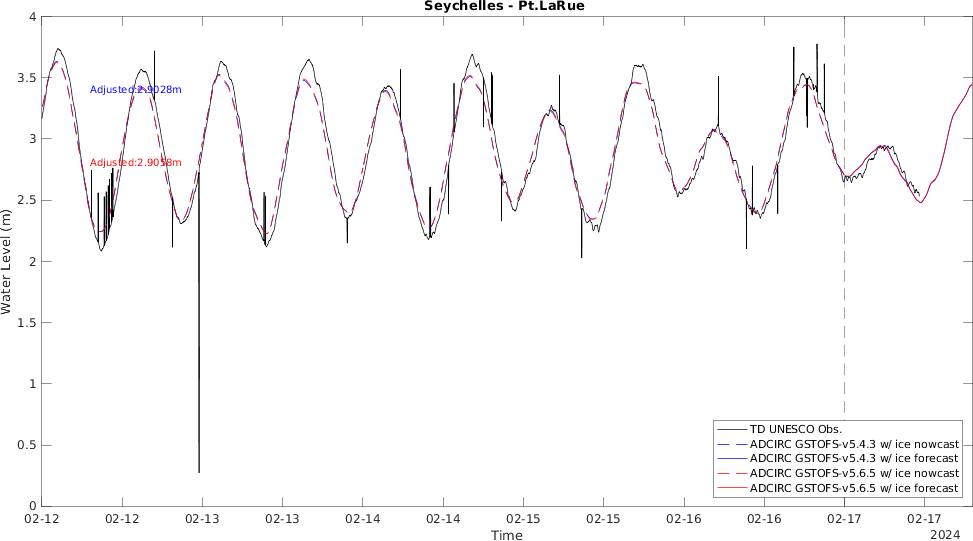 Seychelles - Pt.LaRue
4
3.5
3
2.5
2
1.5
1
0.5
0
Water Level (m)
Adjusted:2.9028m
Adjusted:2.9058m
TD UNESCO Obs.
ADCIRC GSTOFS-v5.4.3 w/ ice nowcast
ADCIRC GSTOFS-v5.4.3 w/ ice forecast
ADCIRC GSTOFS-v5.6.5 w/ ice nowcast
ADCIRC GSTOFS-v5.6.5 w/ ice forecast
02-12 02-12 02-13 02-13 02-14 02-14 02-15 02-15 02-16 02-16 02-17 02-17
Time
2024